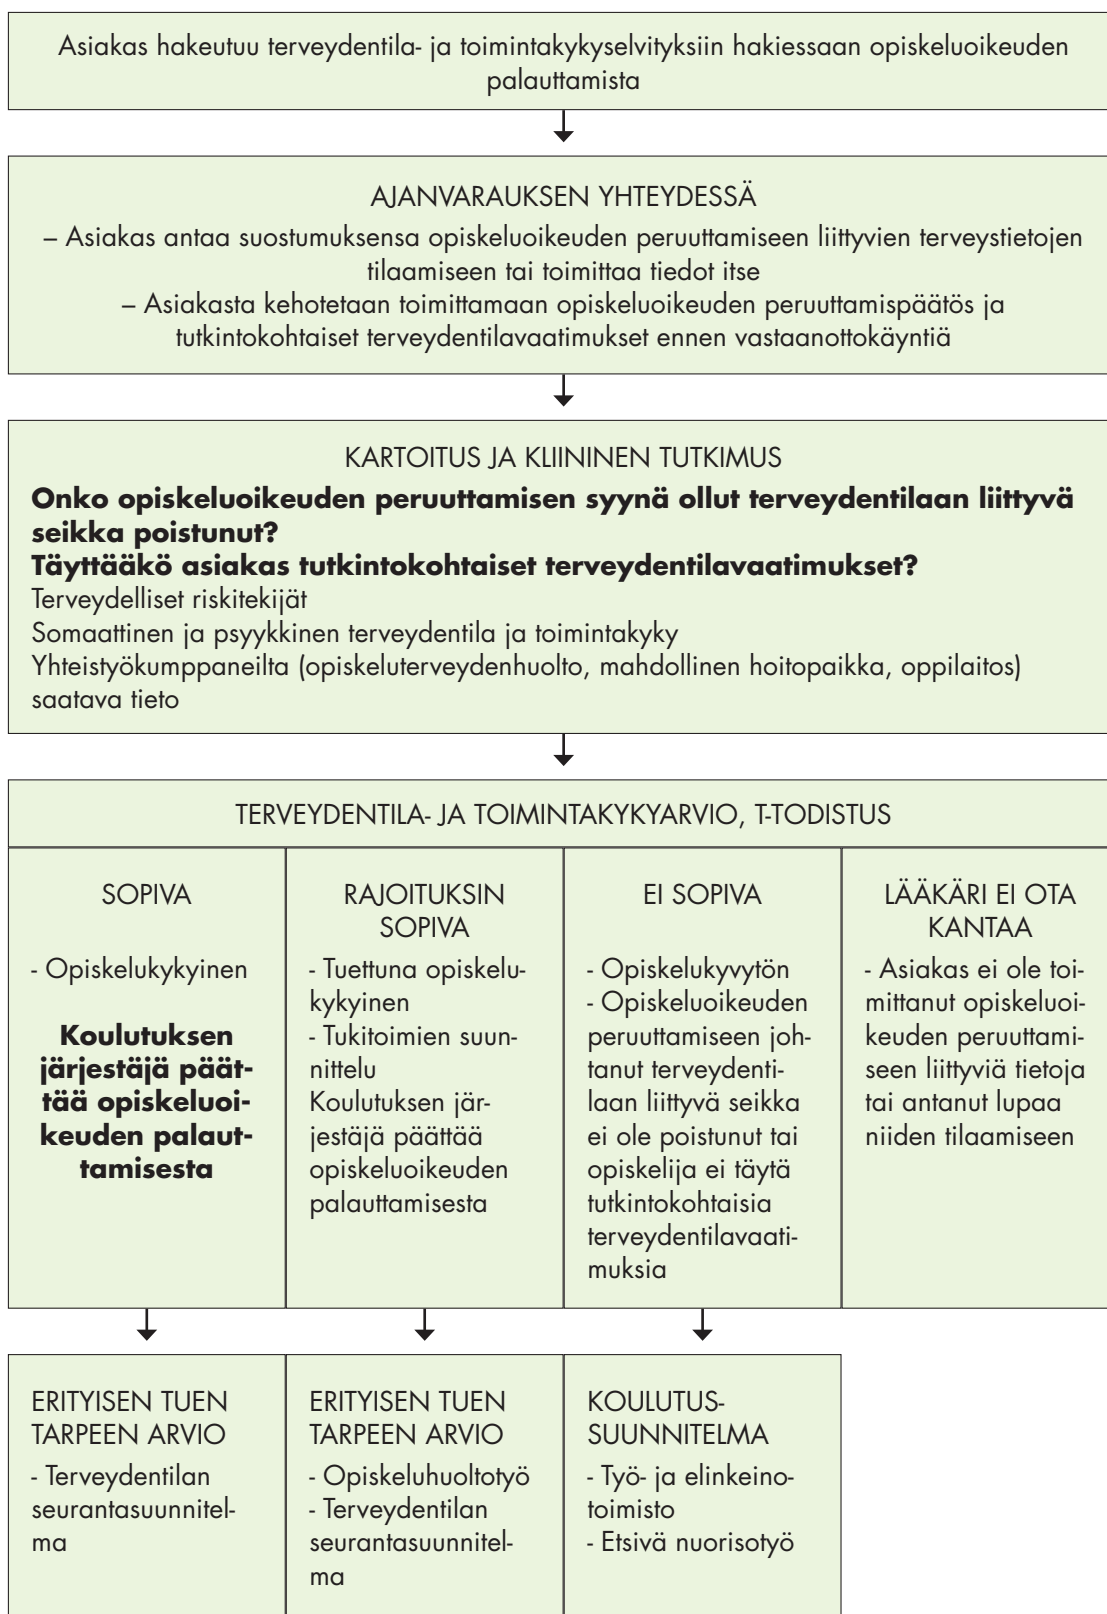 Asiakas hakeutuu terveydentila- ja toimintakykyselvityksiin hakiessaan opiskeluoikeuden
palauttamista
AJANVARAUKSEN YHTEYDESSÄ
– Asiakas antaa suostumuksensa opiskeluoikeuden peruuttamiseen liittyvien terveystietojen
tilaamiseen tai toimittaa tiedot itse
– Asiakasta kehotetaan toimittamaan opiskeluoikeuden peruuttamispäätös ja
tutkintokohtaiset terveydentilavaatimukset ennen vastaanottokäyntiä
KARTOITUS JA KLIININEN TUTKIMUS
Onko opiskeluoikeuden peruuttamisen syynä ollut terveydentilaan liittyvä
seikka poistunut?
Täyttääkö asiakas tutkintokohtaiset terveydentilavaatimukset?
Terveydelliset riskitekijät
Somaattinen ja psyykkinen terveydentila ja toimintakyky
Yhteistyökumppaneilta (opiskeluterveydenhuolto, mahdollinen hoitopaikka, oppilaitos)
saatava tieto
TERVEYDENTILA- JA TOIMINTAKYKYARVIO, T-TODISTUS
SOPIVA
- Opiskelukykyinen
Koulutuksen
järjestäjä päät-
tää opiskeluoi-
keuden palaut-
tamisesta
RAJOITUKSIN
SOPIVA
- Tuettuna opiskelu-
kykyinen
- Tukitoimien suun-
nittelu
Koulutuksen jär-
jestäjä päättää
opiskeluoikeuden
palauttamisesta
EI SOPIVA
- Opiskelukyvytön
- Opiskeluoikeuden
peruuttamiseen joh-
tanut terveydenti-
laan liittyvä seikka
ei ole poistunut tai
opiskelija ei täytä
tutkintokohtaisia
terveydentilavaati-
muksia
LÄÄKÄRI EI OTA
KANTAA
- Asiakas ei ole toi-
mittanut opiskeluoi-
keuden peruuttami-
seen liittyviä tietoja
tai antanut lupaa
niiden tilaamiseen
ERITYISEN TUEN
TARPEEN ARVIO
- Terveydentilan
seurantasuunnitel-
ma
ERITYISEN TUEN
TARPEEN ARVIO
- Opiskeluhuoltotyö
- Terveydentilan
seurantasuunnitel-
ma
KOULUTUS-
SUUNNITELMA
- Työ- ja elinkeino-
toimisto
- Etsivä nuorisotyö